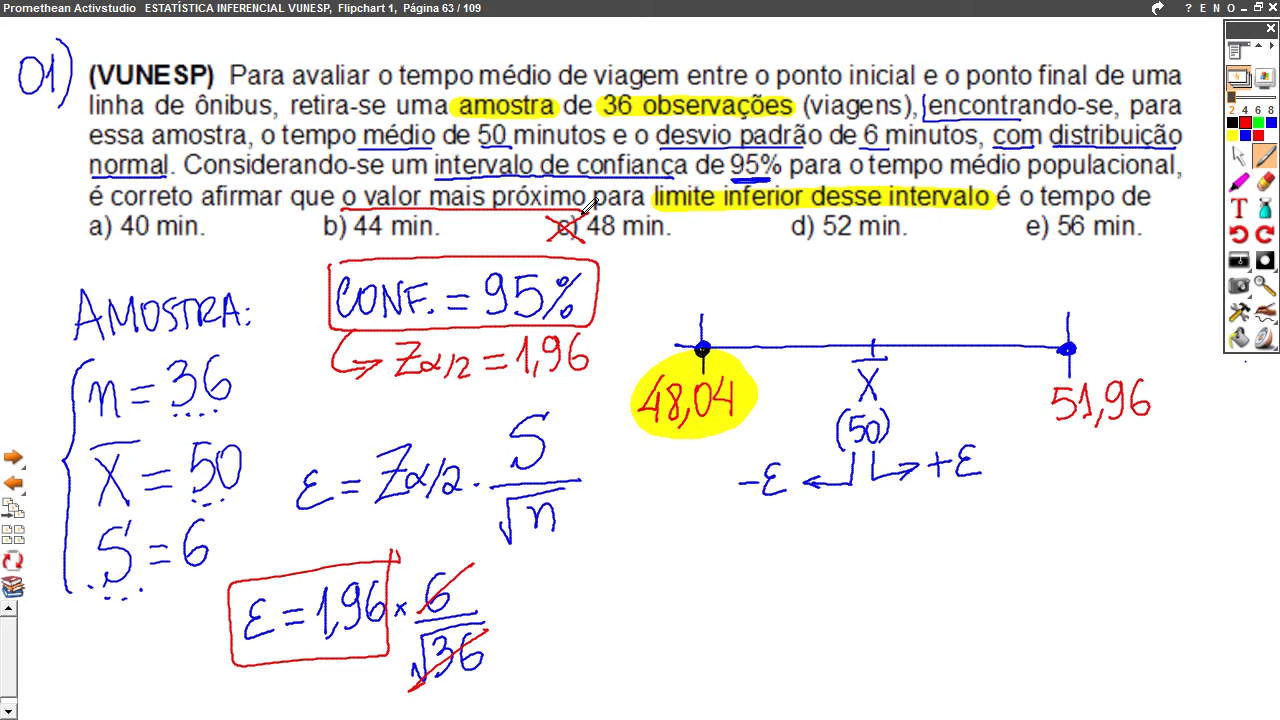 Promethean Activstudio ESTATÍSTICA INFERENCIAL VUNESP, Flipchart 1, Página 63 / 109
? E N O
01)
(VUNESP) Para avaliar o tempo médio de viagem entre o ponto inicial e o ponto final de uma
linha de ônibus, retira-se uma amostra de 36 observações (viagens), encontrando-se, para
essa amostra, o tempo médio de 50 minutos e o desvio padrão de 6 minutos, com distribuição
normal. Considerando-se um intervalo de confiança de 95% para o tempo médio populacional,
é correto afirmar que o valor mais próximo para limite inferior desse intervalo é o tempo de
a) 40 min. b) 44 min. c) 48 min. d) 52 min. e) 56 min.
2 4 6 8
T
AMOSTRA:
n = 36
X̅ = 50
S = 6
CONF. = 95%
↳ Zα/2 = 1,96
ε = Zα/2 · S/√n
ε = 1,96 × 6/√36
X̅
48,04 (50) 51,96
-ε +ε